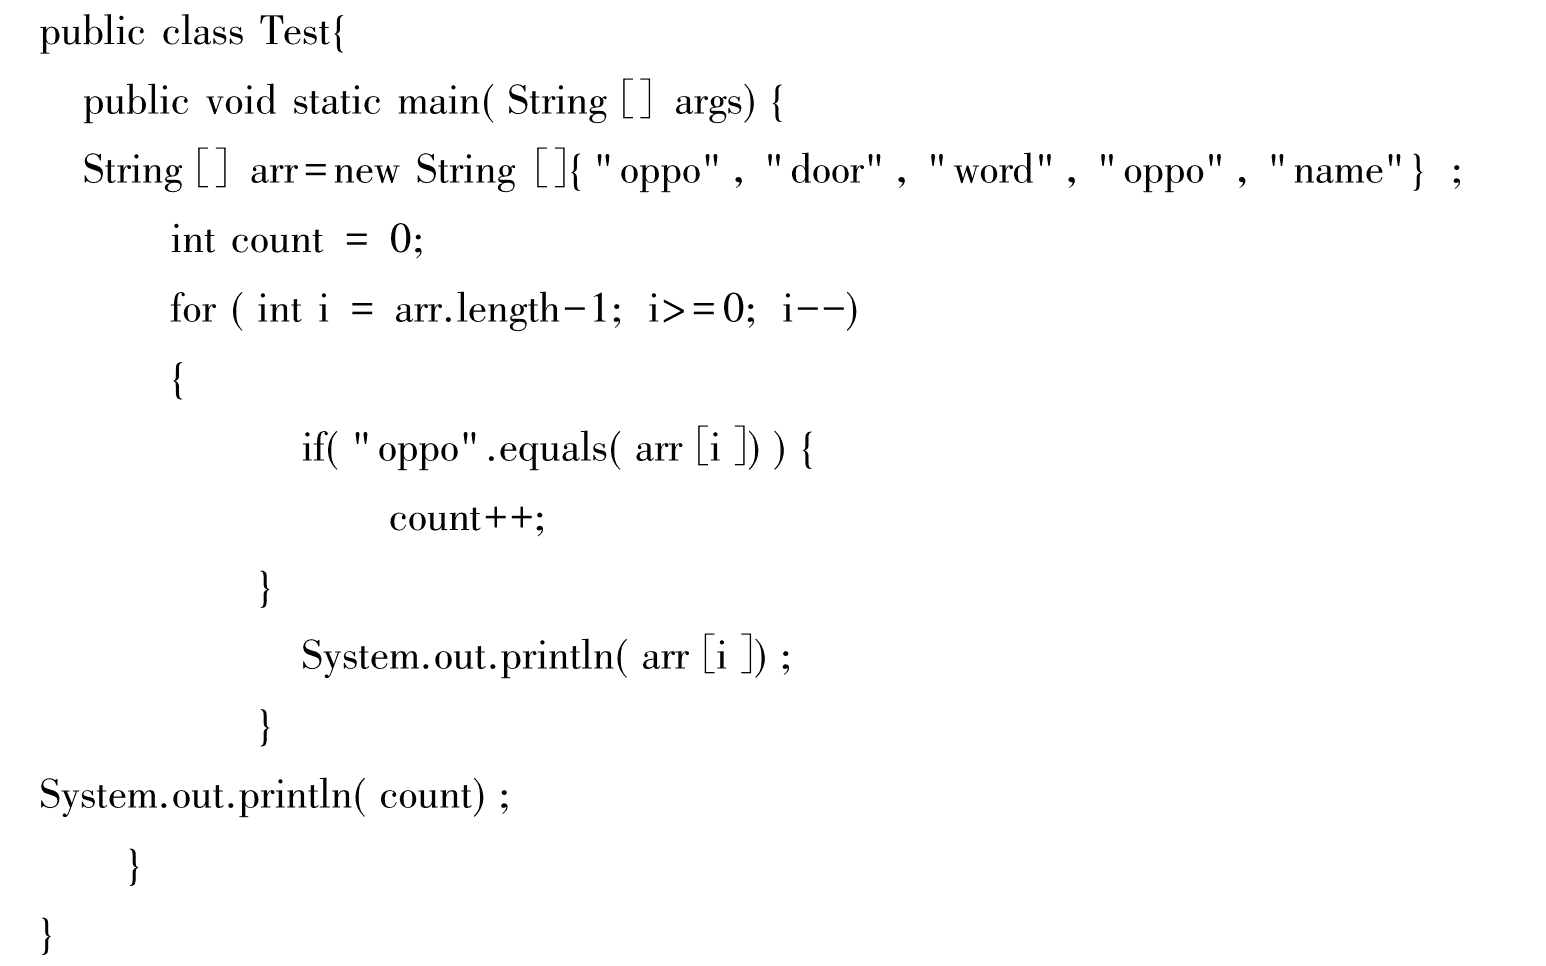 public class Test{
public void static main( String [] args) {
String [] arr=new String []{ "oppo" , "door" , "word" , "oppo" , "name"} ;
int count = 0;
for ( int i = arr.length-1; i>=0; i--)
{
if( "oppo".equals( arr [i ]) ) {
count++;
}
System.out.println( arr [i ]) ;
}
System.out.println( count) ;
}
}